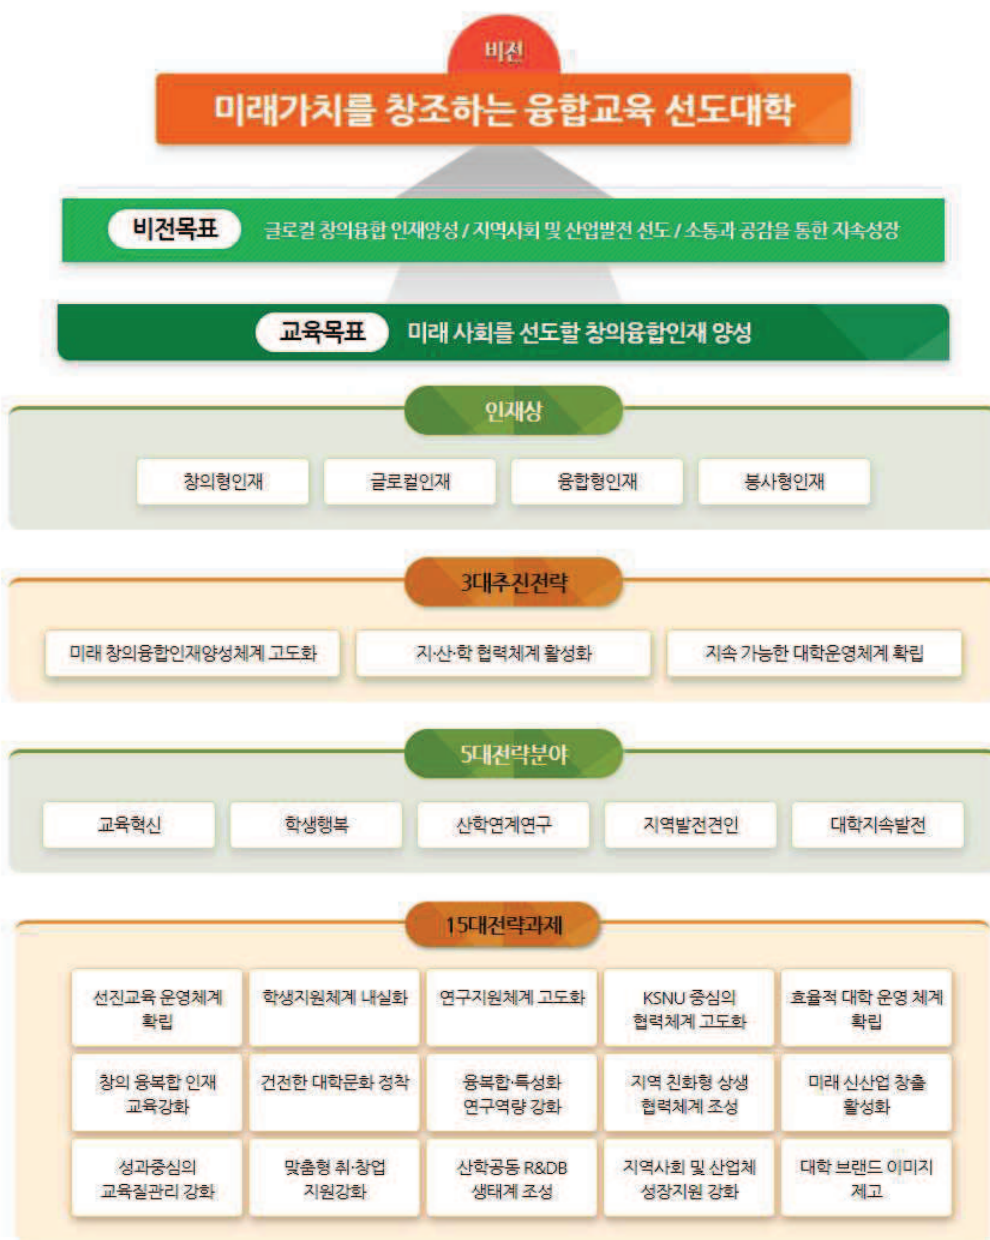 비전
미래가치를 창조하는 융합교육 선도대학
비전목표 글로컬 창의융합 인재양성 / 지역사회 및 산업발전 선도 / 소통과 공감을 통한 지속성장
교육목표 미래 사회를 선도할 창의융합인재 양성
인재상
창의형인재 글로컬인재 융합형인재 봉사형인재
3대추진전략
미래 창의융합인재양성체계 고도화 지·산·학 협력체계 활성화 지속 가능한 대학운영체계 확립
5대전략분야
교육혁신 학생행복 산학연계연구 지역발전견인 대학지속발전
15대전략과제
선진교육 운영체계
확립
학생지원체계 내실화
연구지원체계 고도화
KSNU 중심의
협력체계 고도화
효율적 대학 운영 체계
확립
창의 융복합 인재
교육강화
건전한 대학문화 정착
융복합·특성화
연구역량 강화
지역 친화형 상생
협력체계 조성
미래 신산업 창출
활성화
성과중심의
교육질관리 강화
맞춤형 취·창업
지원강화
산학공동 R&DB
생태계 조성
지역사회 및 산업체
성장지원 강화
대학 브랜드 이미지
제고